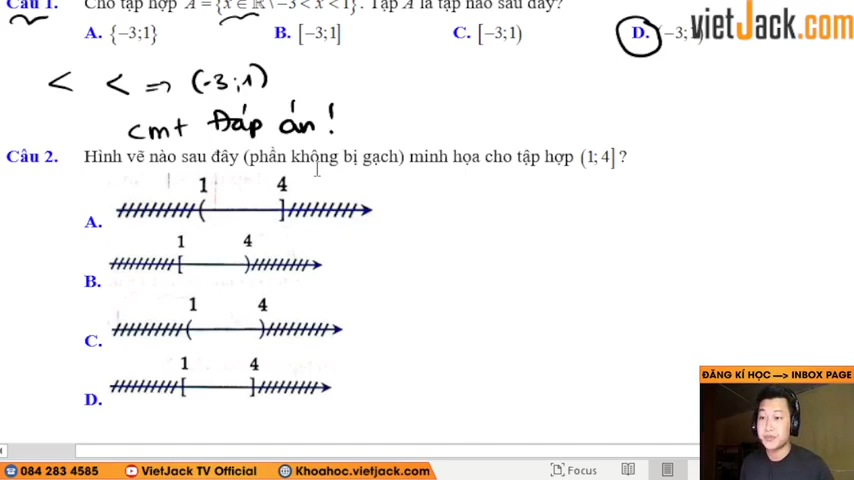 Câu 1. Cho tập hợp A = {x ∈ ℝ \ −3 < x < 1}. Tập A là tập nào sau đây?
A. {−3;1} B. [−3;1] C. [−3;1) D. (−3;1)
vietJack.com
< < => (-3;1)
cmt Đáp án!
Câu 2. Hình vẽ nào sau đây (phần không bị gạch) minh họa cho tập hợp (1;4] ?
1 4
A. ( ]
1 4
B. [ )
1 4
C. ( )
1 4
D. [ ]
ĐĂNG KÍ HỌC —> INBOX PAGE
084 283 4585 VietJack TV Official Khoahoc.vietjack.com Focus